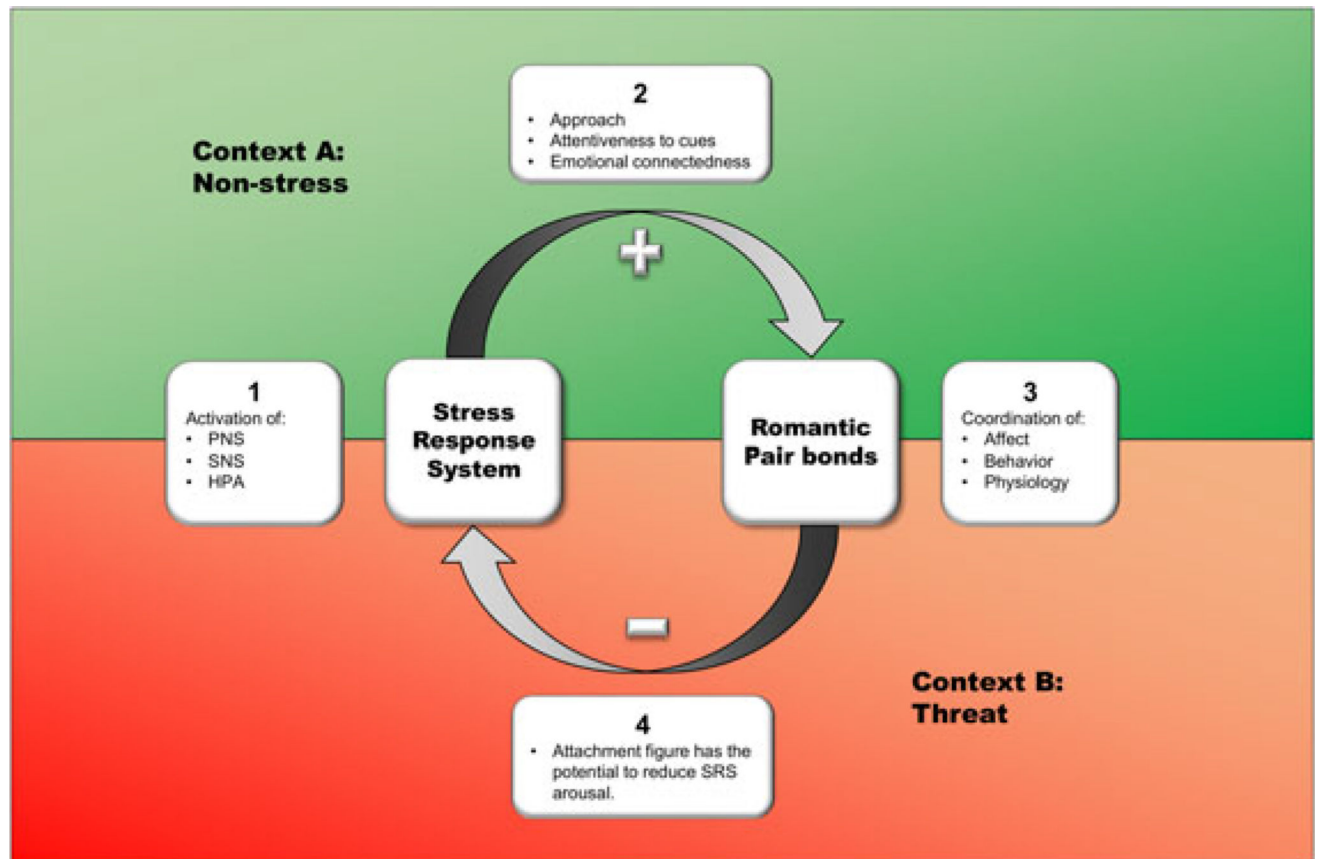 2
• Approach
• Attentiveness to cues
• Emotional connectedness
Context A:
Non-stress
+
1
Activation of:
• PNS
• SNS
• HPA
Stress
Response
System
Romantic
Pair bonds
3
Coordination of:
• Affect
• Behavior
• Physiology
-
Context B:
Threat
4
• Attachment figure has the
potential to reduce SRS
arousal.